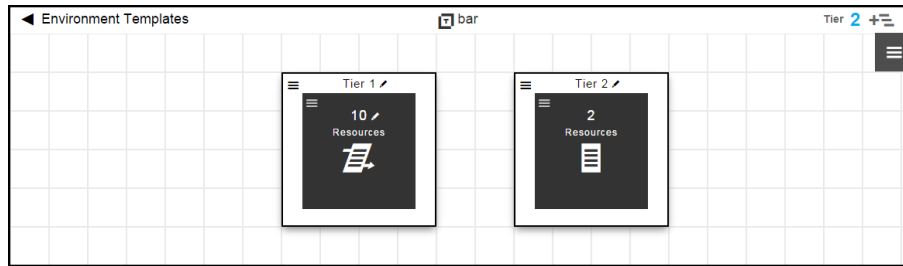 Environment Templates
T bar
Tier 2
Tier 1
10
Resources
Tier 2
2
Resources